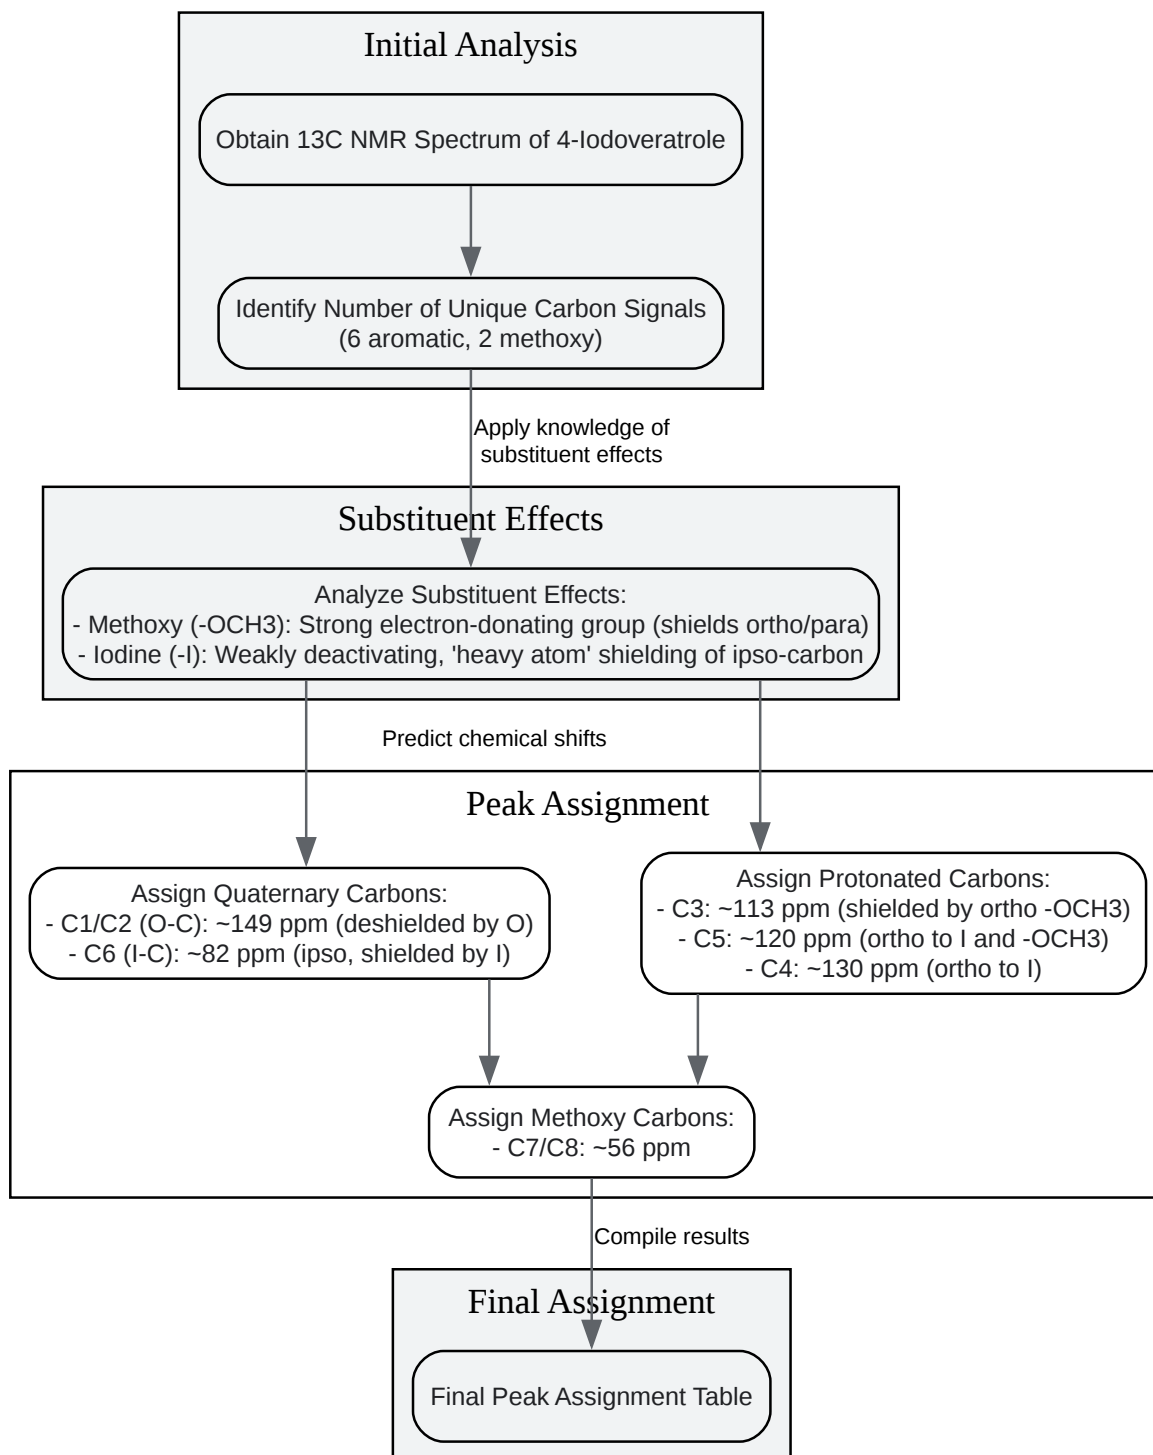 Initial Analysis
Obtain 13C NMR Spectrum of 4-Iodoveratrole
Identify Number of Unique Carbon Signals
(6 aromatic, 2 methoxy)
Apply knowledge of
substituent effects
Substituent Effects
Analyze Substituent Effects:
- Methoxy (-OCH3): Strong electron-donating group (shields ortho/para)
- Iodine (-I): Weakly deactivating, 'heavy atom' shielding of ipso-carbon
Predict chemical shifts
Peak Assignment
Assign Quaternary Carbons:
- C1/C2 (O-C): ~149 ppm (deshielded by O)
- C6 (I-C): ~82 ppm (ipso, shielded by I)
Assign Protonated Carbons:
- C3: ~113 ppm (shielded by ortho -OCH3)
- C5: ~120 ppm (ortho to I and -OCH3)
- C4: ~130 ppm (ortho to I)
Assign Methoxy Carbons:
- C7/C8: ~56 ppm
Compile results
Final Assignment
Final Peak Assignment Table